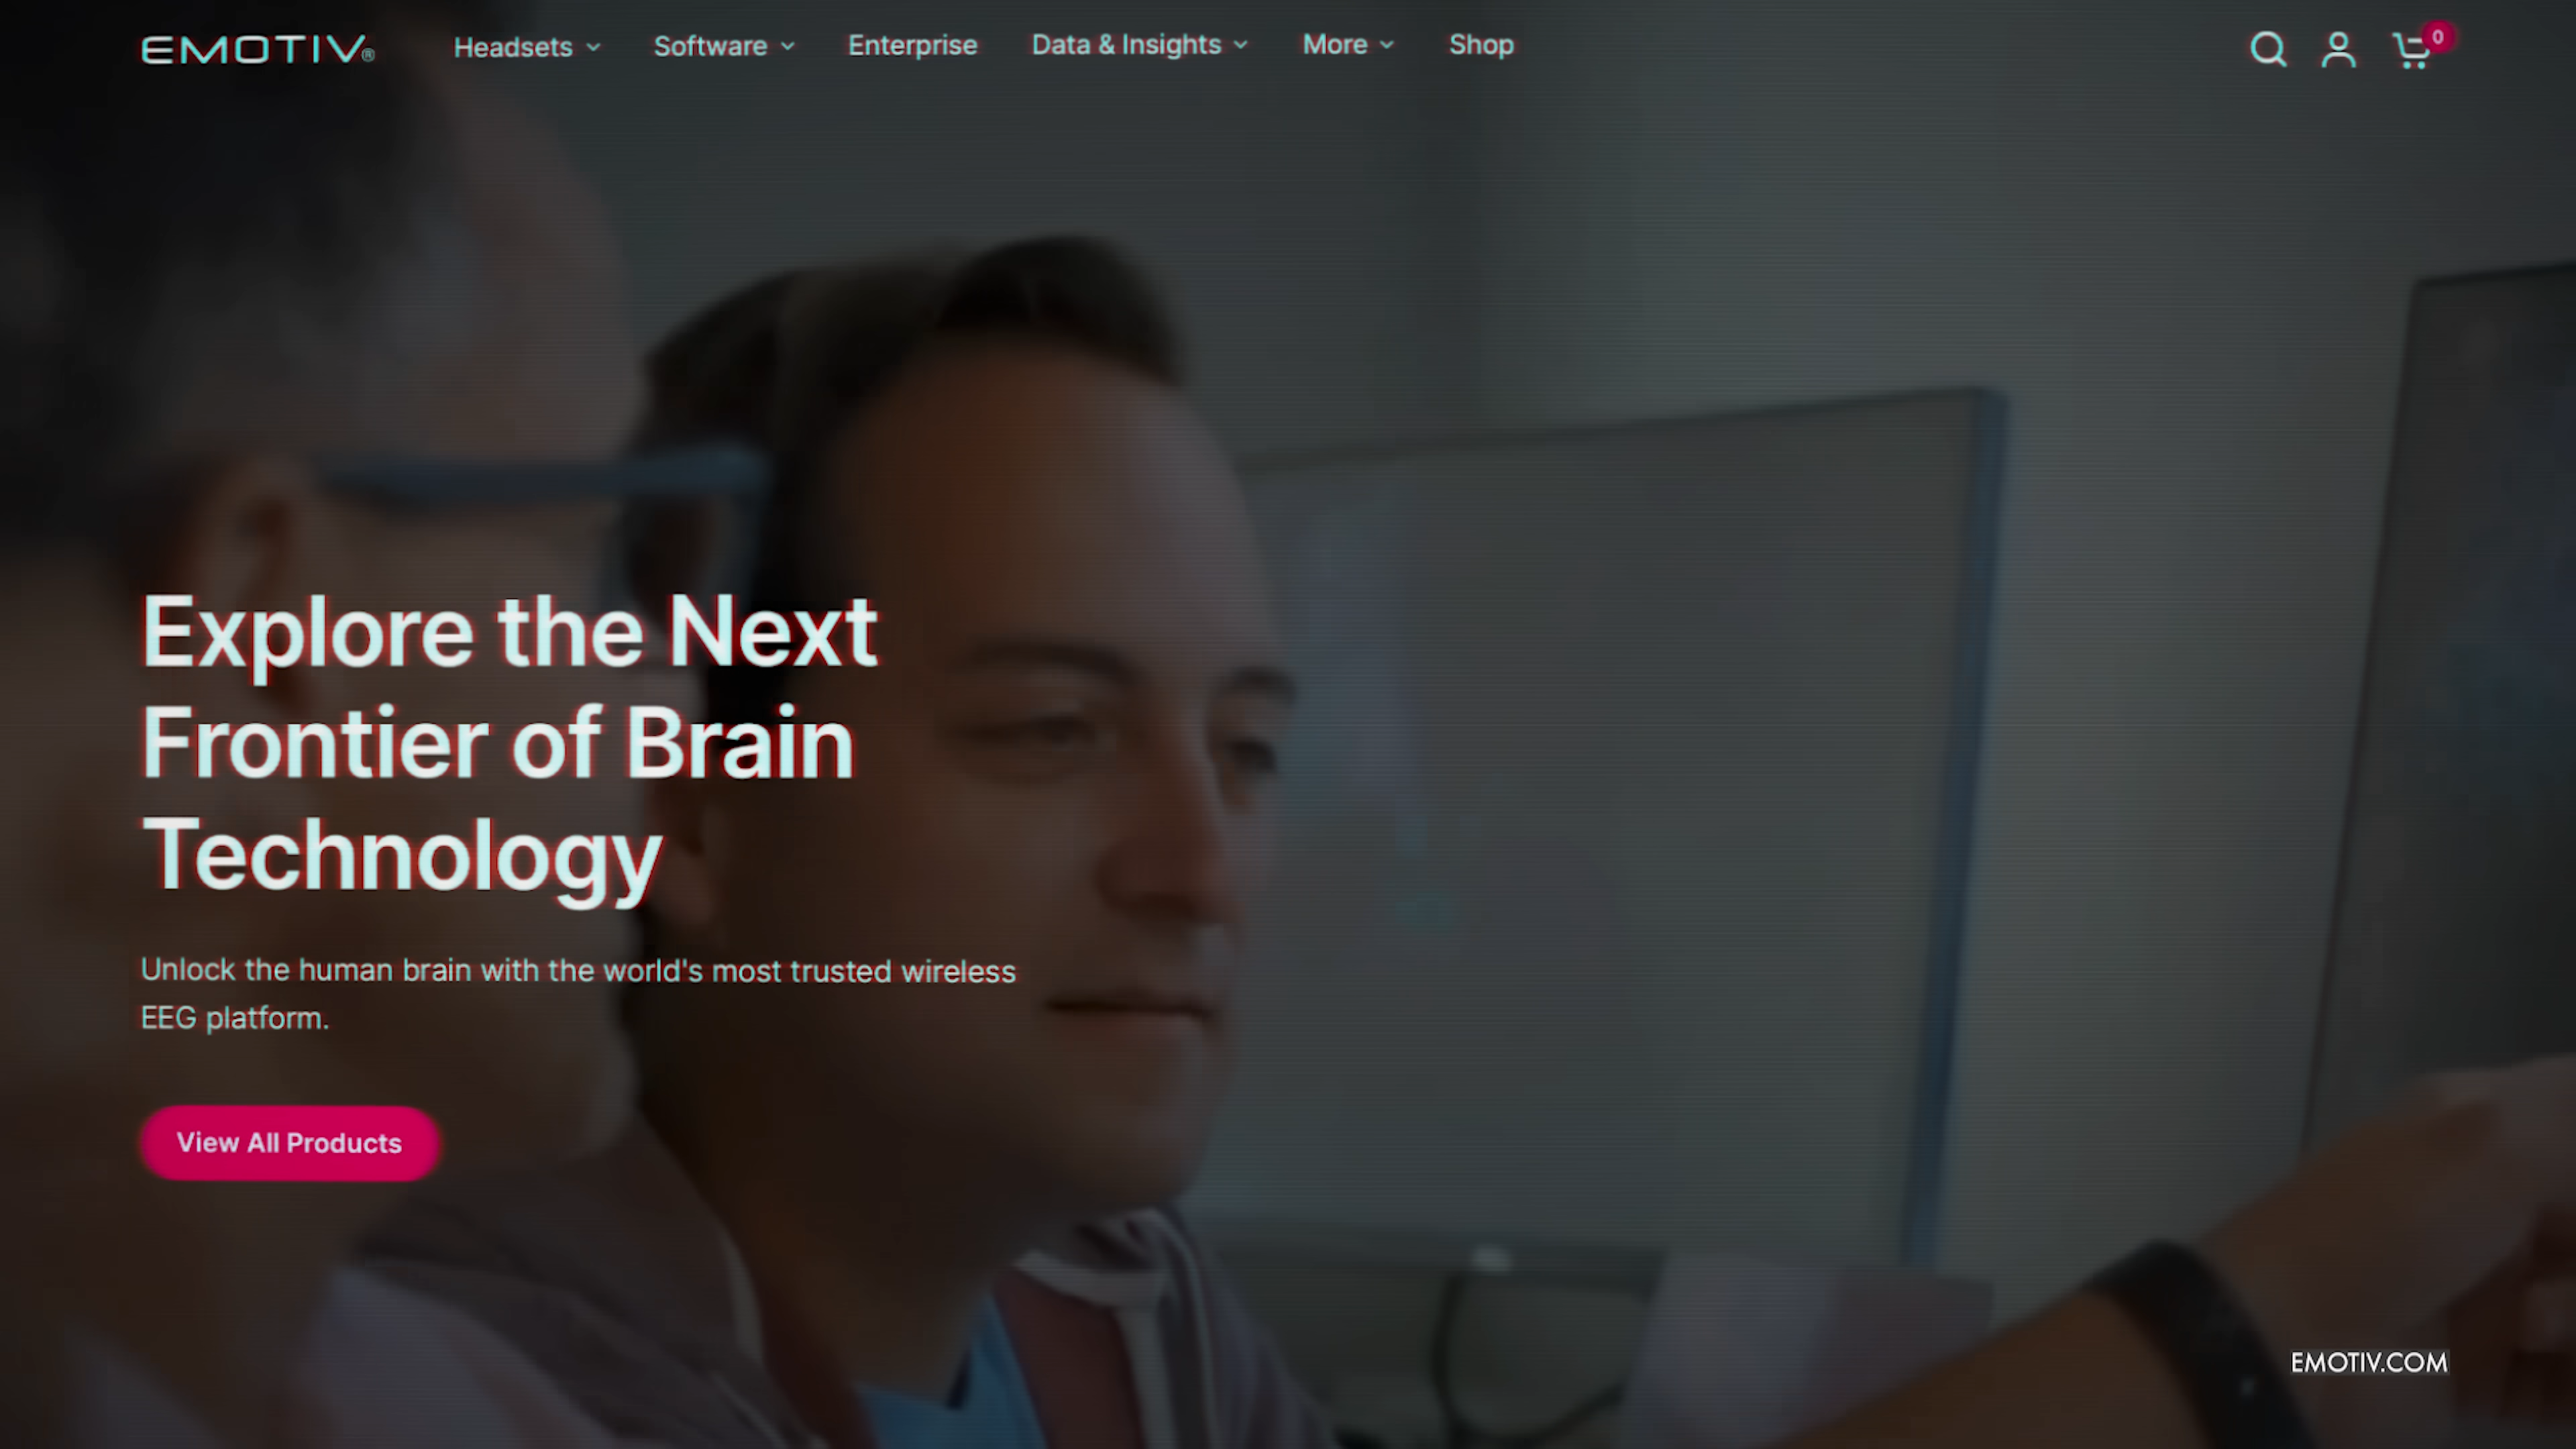 EMOTIV®
Headsets
Software
Enterprise
Data & Insights
More
Shop
0
Explore the Next
Frontier of Brain
Technology
Unlock the human brain with the world's most trusted wireless
EEG platform.
View All Products
EMOTIV.COM